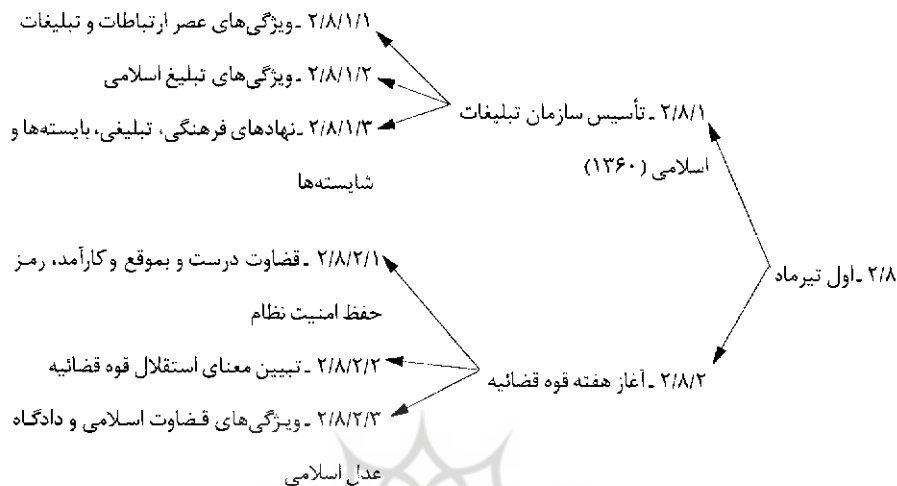 ۲/۸ ـ اول تیرماد
۲/۸/۱ ـ تأسیس سازمان تبلیغات
اسلامی (۱۳۶۰)
۲/۸/۱/۱ ـ ویژگی‌های عصر ارتباطات و تبلیغات
۲/۸/۱/۲ ـ ویژگی‌های تبلیغ اسلامی
۲/۸/۱/۳ ـ نهادهای فرهنگی، تبلیغی، بایسته‌ها و
شایسته‌ها
۲/۸/۲ ـ آغاز هفته قوه قضائیه
۲/۸/۲/۱ ـ قضاوت درست و بموقع و کارآمد، رمز
حفظ امنیت نظام
۲/۸/۲/۲ ـ تبیین معنای استقلال قوه قضائیه
۲/۸/۲/۳ ـ ویژگی‌های قضاوت اسلامی و دادگاه
عدل اسلامی